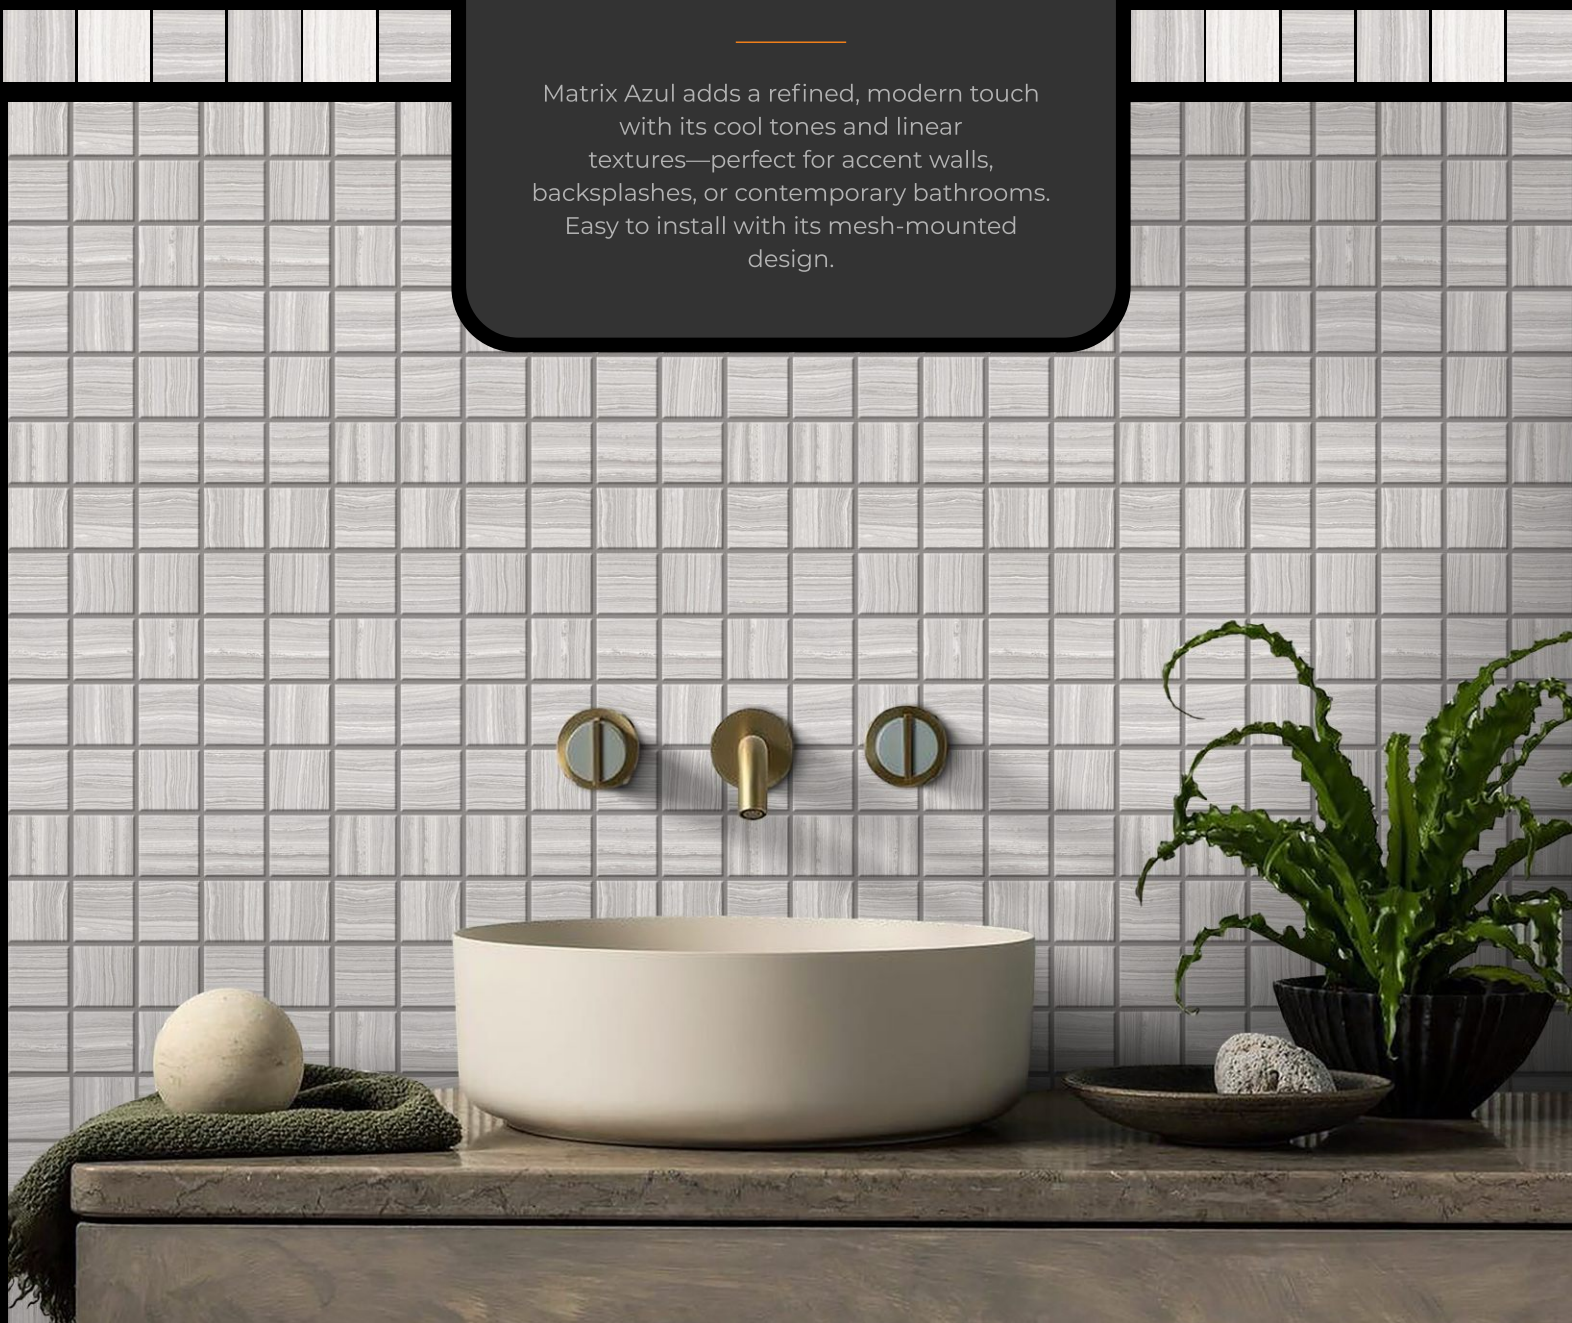 Matrix Azul adds a refined, modern touch
with its cool tones and linear
textures—perfect for accent walls,
backsplashes, or contemporary bathrooms.
Easy to install with its mesh-mounted
design.